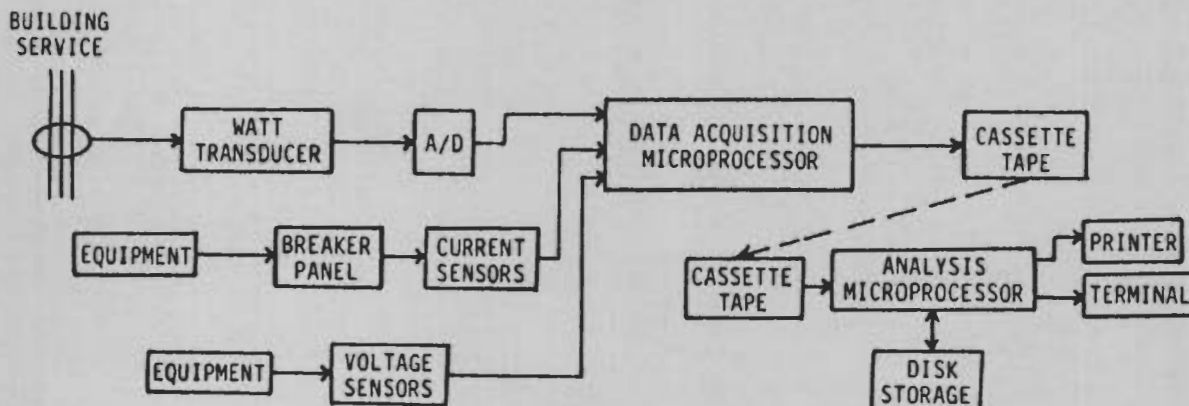 BUILDING
SERVICE
WATT
TRANSDUCER
A/D
DATA ACQUISITION
MICROPROCESSOR
CASSETTE
TAPE
EQUIPMENT
BREAKER
PANEL
CURRENT
SENSORS
CASSETTE
TAPE
ANALYSIS
MICROPROCESSOR
PRINTER
TERMINAL
EQUIPMENT
VOLTAGE
SENSORS
DISK
STORAGE